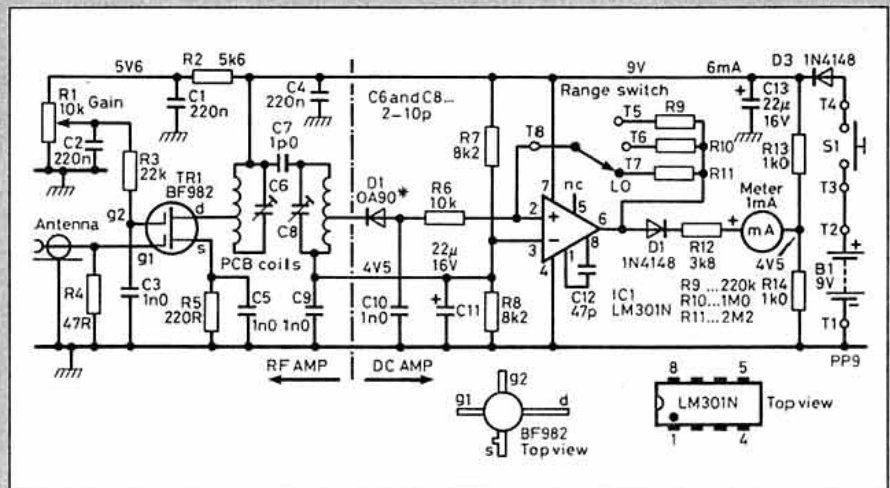 5V6
R2
5k6
C4
220n
C6 and C8...
2-10p
9V
6mA
D3
1N4148
R1
10k
Gain
C1
220n
C2
220n
R3
22k
TR1
BF982
g2
d
s
g1
C7
1p0
C6
C8
PCB coils
D1
OA90*
R6
10k
R7
8k2
T8
Range switch
T5
R9
T6
R10
T7
R11
LO
C13
22μ
16V
T4
S1
T3
R13
1k0
Meter
1mA
mA
+
T2
7
nc
5
2
+
6
3
−
8
4
1
D1
1N4148
R12
3k8
4V5
B1
9V
T1
Antenna
R4
47R
C3
1n0
R5
220R
C5
1n0
C9
1n0
4V5
22μ
16V
C10
1n0
C11
R8
8k2
C12
47p
IC1
LM301N
R9 ...220k
R10...1M0
R11...2M2
R14
1k0
PP9
RF AMP
DC AMP
g2
g1
d
s
BF982
Top view
8
5
LM301N
Top view
1
4